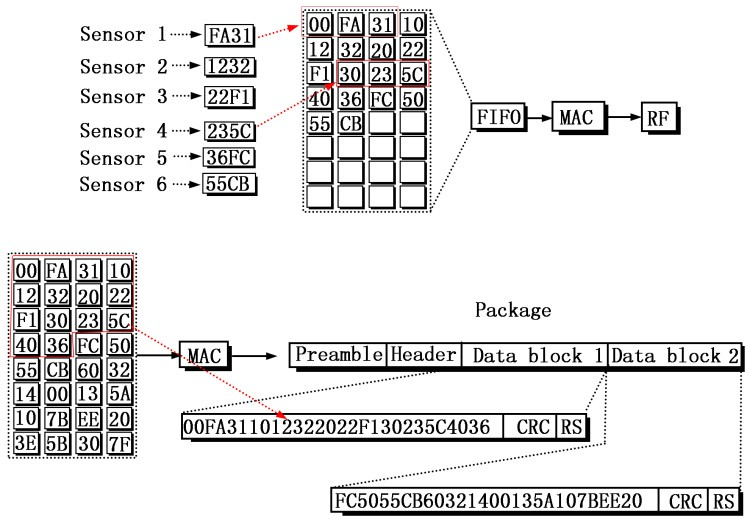 Sensor 1 FA31
Sensor 2 1232
Sensor 3 22F1
Sensor 4 235C
Sensor 5 36FC
Sensor 6 55CB
00 FA 31 10
12 32 20 22
F1 30 23 5C
40 36 FC 50
55 CB
FIFO MAC RF
00 FA 31 10
12 32 20 22
F1 30 23 5C
40 36 FC 50
55 CB 60 32
14 00 13 5A
10 7B EE 20
3E 5B 30 7F
MAC
Package
Preamble Header Data block 1 Data block 2
00FA311012322022F130235C4036 CRC RS
FC5055CB60321400135A107BEE20 CRC RS